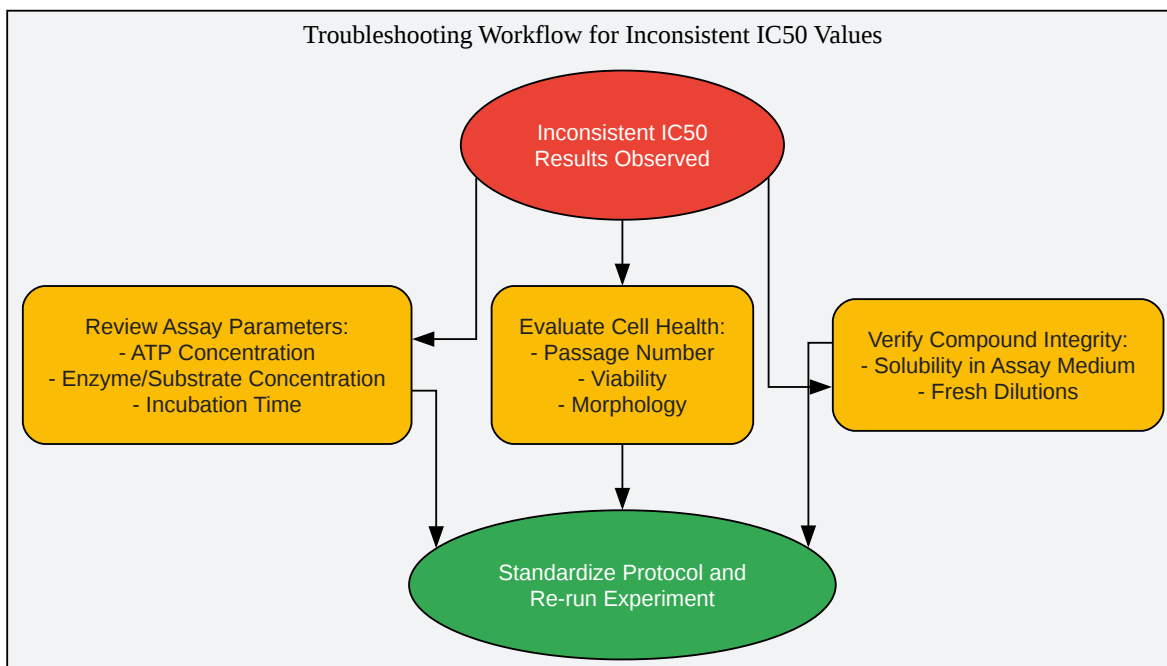 Troubleshooting Workflow for Inconsistent IC50 Values
Inconsistent IC50
Results Observed
Review Assay Parameters:
- ATP Concentration
- Enzyme/Substrate Concentration
- Incubation Time
Evaluate Cell Health:
- Passage Number
- Viability
- Morphology
Verify Compound Integrity:
- Solubility in Assay Medium
- Fresh Dilutions
Standardize Protocol and
Re-run Experiment